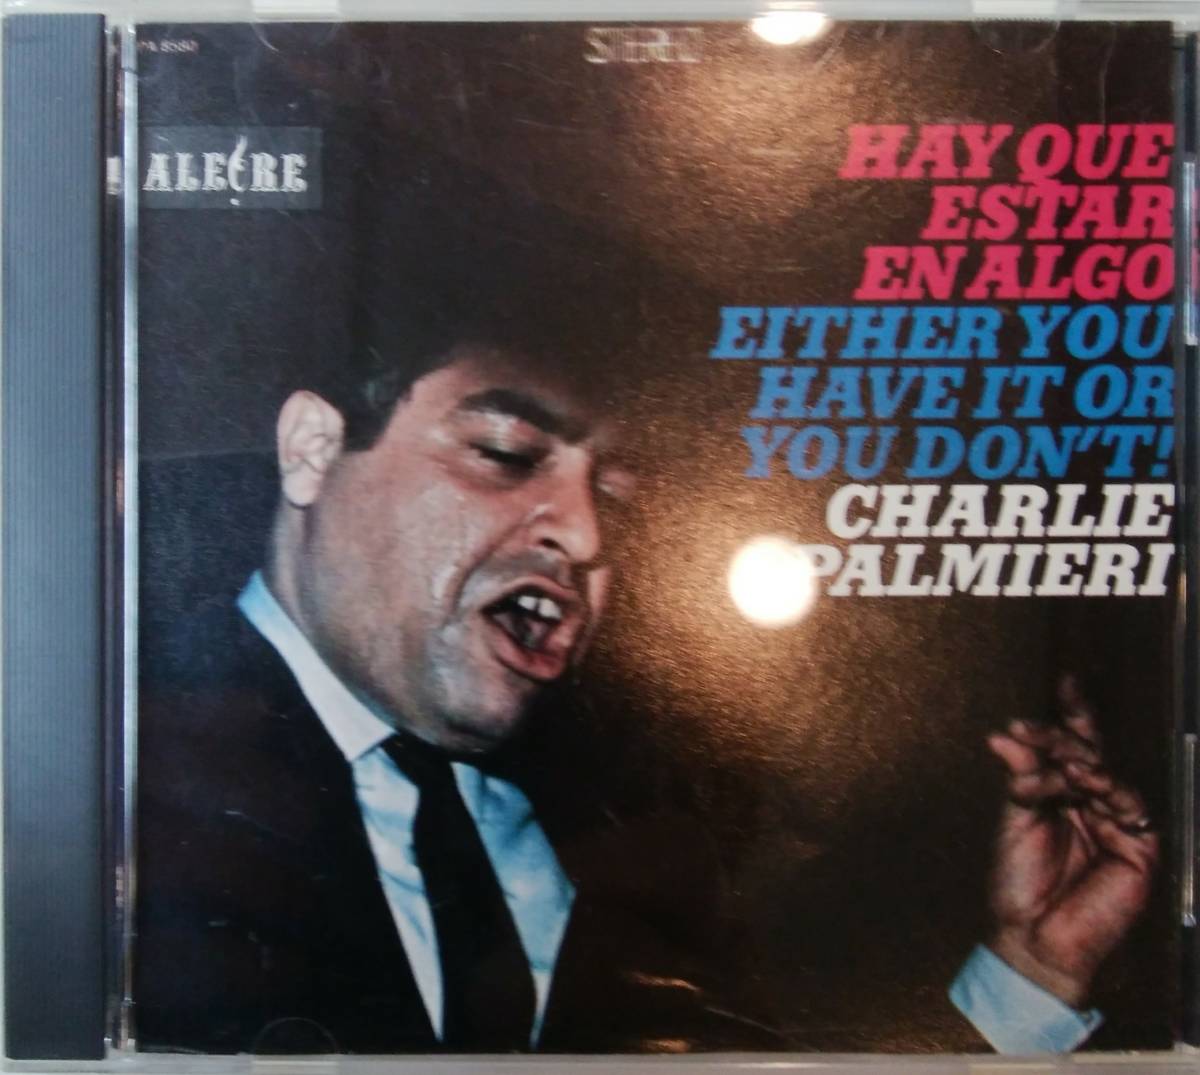 STEREO
ALEGRE
HAY QUE
ESTAR
EN ALGO
EITHER YOU
HAVE IT OR
YOU DON'T!
CHARLIE
PALMIERI